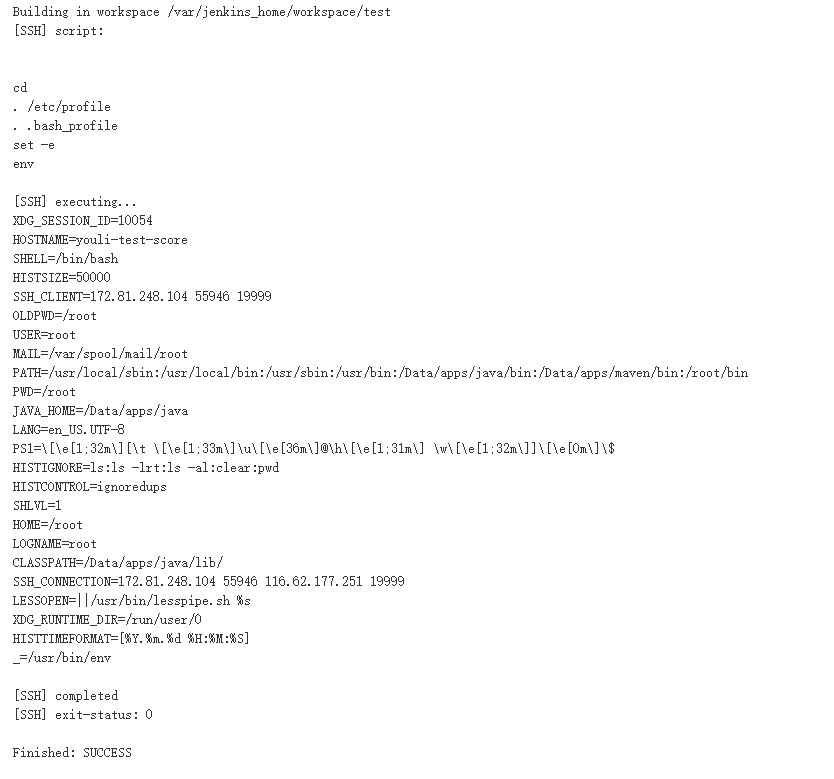 Building in workspace /var/jenkins_home/workspace/test
[SSH] script:
cd
. /etc/profile
. .bash_profile
set -e
env
[SSH] executing...
XDG_SESSION_ID=10054
HOSTNAME=youli-test-score
SHELL=/bin/bash
HISTSIZE=50000
SSH_CLIENT=172.81.248.104 55946 19999
OLDPWD=/root
USER=root
MAIL=/var/spool/mail/root
PATH=/usr/local/sbin:/usr/local/bin:/usr/sbin:/usr/bin:/Data/apps/java/bin:/Data/apps/maven/bin:/root/bin
PWD=/root
JAVA_HOME=/Data/apps/java
LANG=en_US.UTF-8
PS1=\[\e[1;32m\][\t \[\e[1;33m\]\u\[\e[36m\]@\h\[\e[1;31m\] \w\[\e[1;32m\]]\[\e[0m\]\$
HISTIGNORE=ls:ls -lrt:ls -al:clear:pwd
HISTCONTROL=ignoredups
SHLVL=1
HOME=/root
LOGNAME=root
CLASSPATH=/Data/apps/java/lib/
SSH_CONNECTION=172.81.248.104 55946 116.62.177.251 19999
LESSOPEN=||/usr/bin/lesspipe.sh %s
XDG_RUNTIME_DIR=/run/user/0
HISTTIMEFORMAT=[%Y.%m.%d %H:%M:%S]
_=/usr/bin/env
[SSH] completed
[SSH] exit-status: 0
Finished: SUCCESS